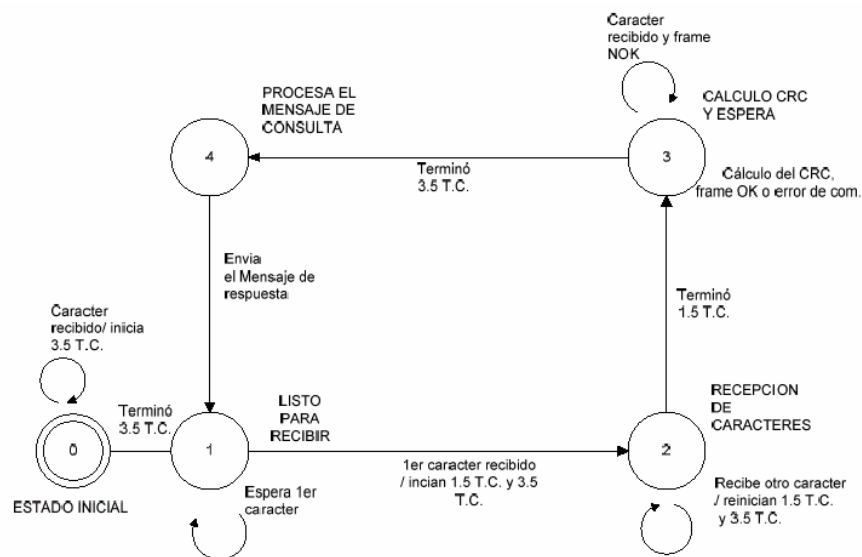 Caracter
recibido y frame
NOK
PROCESA EL
MENSAJE DE
CONSULTA
CALCULO CRC
Y ESPERA
4
3
Terminó
3.5 T.C.
Cálculo del CRC,
frame OK o error de com.
Envia
el Mensaje de
respuesta
Terminó
1.5 T.C.
Caracter
recibido/ inicia
3.5 T.C.
Terminó
3.5 T.C.
LISTO
PARA
RECIBIR
RECEPCION
DE
CARACTERES
0
1
2
1er caracter recibido
/ incian 1.5 T.C. y 3.5
T.C.
ESTADO INICIAL
Espera 1er
caracter
Recibe otro caracter
/ reinician 1.5 T.C.
y 3.5 T.C.